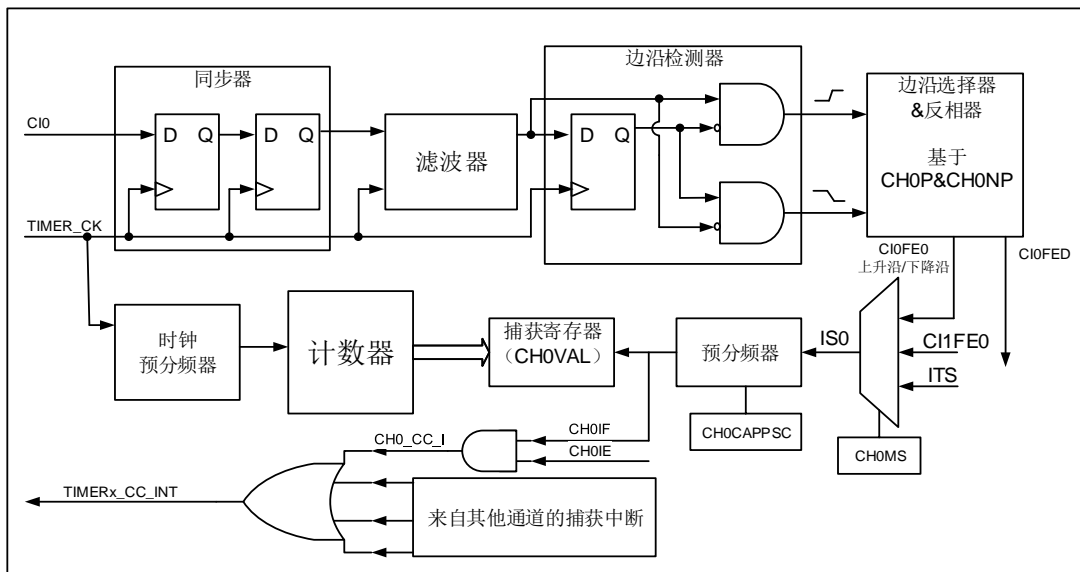 同步器
边沿检测器
边沿选择器
&反相器
基于
CH0P&CH0NP
CI0
D Q
D Q
滤波器
D Q
TIMER_CK
CI0FE0
上升沿/下降沿
CI0FED
时钟
预分频器
计数器
捕获寄存器
（CH0VAL）
预分频器
IS0
CI1FE0
ITS
CH0CAPPSC
CH0MS
CH0_CC_I
CH0IF
CH0IE
TIMERx_CC_INT
来自其他通道的捕获中断